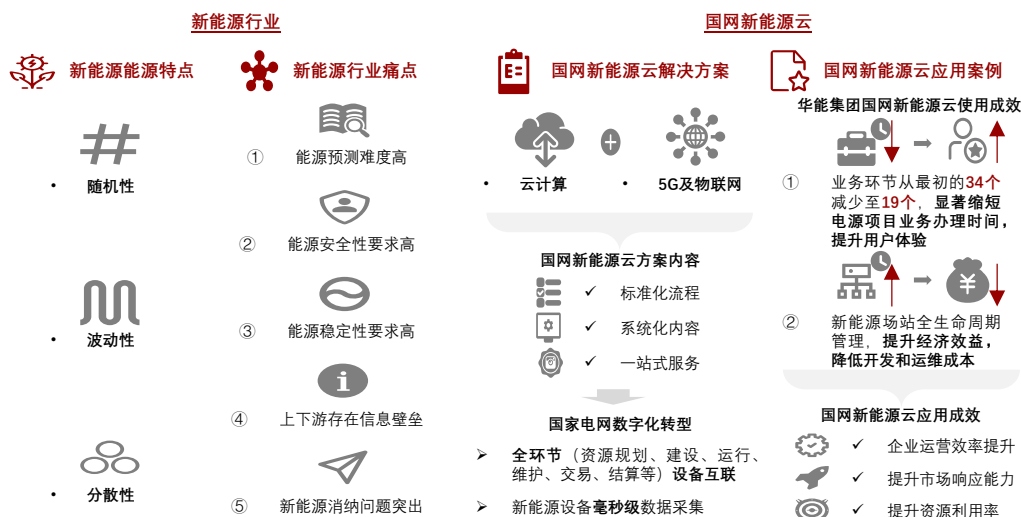 新能源行业
新能源能源特点
# 
• 随机性
• 波动性
• 分散性
新能源行业痛点
① 能源预测难度高
② 能源安全性要求高
③ 能源稳定性要求高
④ 上下游存在信息壁垒
⑤ 新能源消纳问题突出
国网新能源云
国网新能源云解决方案
• 云计算
• 5G及物联网
国网新能源云方案内容
✓ 标准化流程
✓ 系统化内容
✓ 一站式服务
国家电网数字化转型
➢ 全环节（资源规划、建设、运行、
维护、交易、结算等）设备互联
➢ 新能源设备毫秒级数据采集
国网新能源云应用案例
华能集团国网新能源云使用成效
① 业务环节从最初的34个
减少至19个，显著缩短
电源项目业务办理时间，
提升用户体验
② 新能源场站全生命周期
管理，提升经济效益，
降低开发和运维成本
国网新能源云应用成效
✓ 企业运营效率提升
✓ 提升市场响应能力
✓ 提升资源利用率